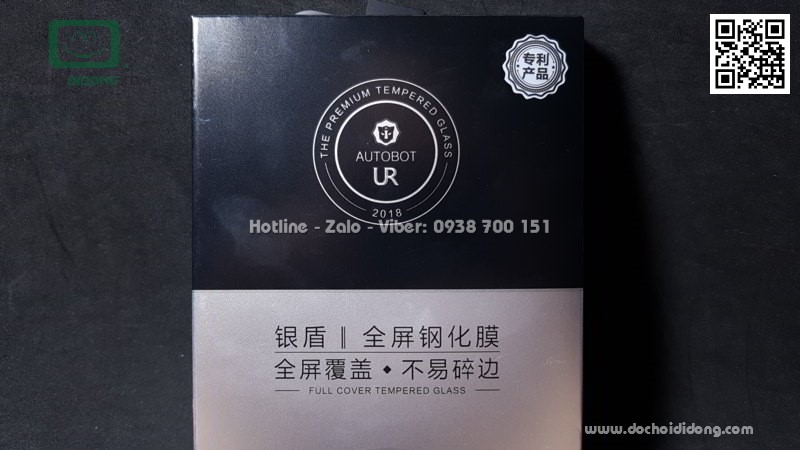 DIDONG
专利
产品
THE PREMIUM TEMPERED GLASS
AUTOBOT
UR
2018
Hotline - Zalo - Viber: 0938 700 151
银盾 ‖ 全屏钢化膜
全屏覆盖 ◆ 不易碎边
FULL COVER TEMPERED GLASS
www.dochoididong.com